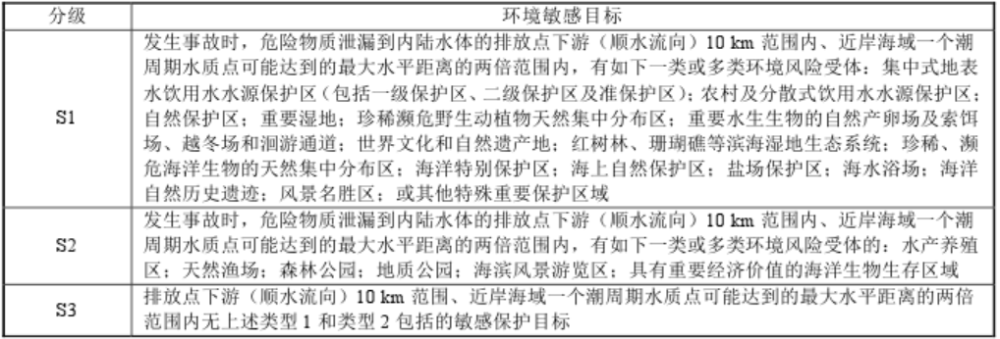 分级 环境敏感目标
发生事故时，危险物质泄漏到内陆水体的排放点下游（顺水流向）10 km 范围内、近岸海域一个潮
周期水质点可能达到的最大水平距离的两倍范围内，有如下一类或多类环境风险受体：集中式地表
水饮用水水源保护区（包括一级保护区、二级保护区及准保护区）；农村及分散式饮用水水源保护区；
S1 自然保护区；重要湿地；珍稀濒危野生动植物天然集中分布区；重要水生生物的自然产卵场及索饵
场、越冬场和洄游通道；世界文化和自然遗产地；红树林、珊瑚礁等滨海湿地生态系统；珍稀、濒
危海洋生物的天然集中分布区；海洋特别保护区；海上自然保护区；盐场保护区；海水浴场；海洋
自然历史遗迹；风景名胜区；或其他特殊重要保护区域
发生事故时，危险物质泄漏到内陆水体的排放点下游（顺水流向）10 km 范围内、近岸海域一个潮
S2 周期水质点可能达到的最大水平距离的两倍范围内，有如下一类或多类环境风险受体的：水产养殖
区；天然渔场；森林公园；地质公园；海滨风景游览区；具有重要经济价值的海洋生物生存区域
S3 排放点下游（顺水流向）10 km 范围、近岸海域一个潮周期水质点可能达到的最大水平距离的两倍
范围内无上述类型 1 和类型 2 包括的敏感保护目标